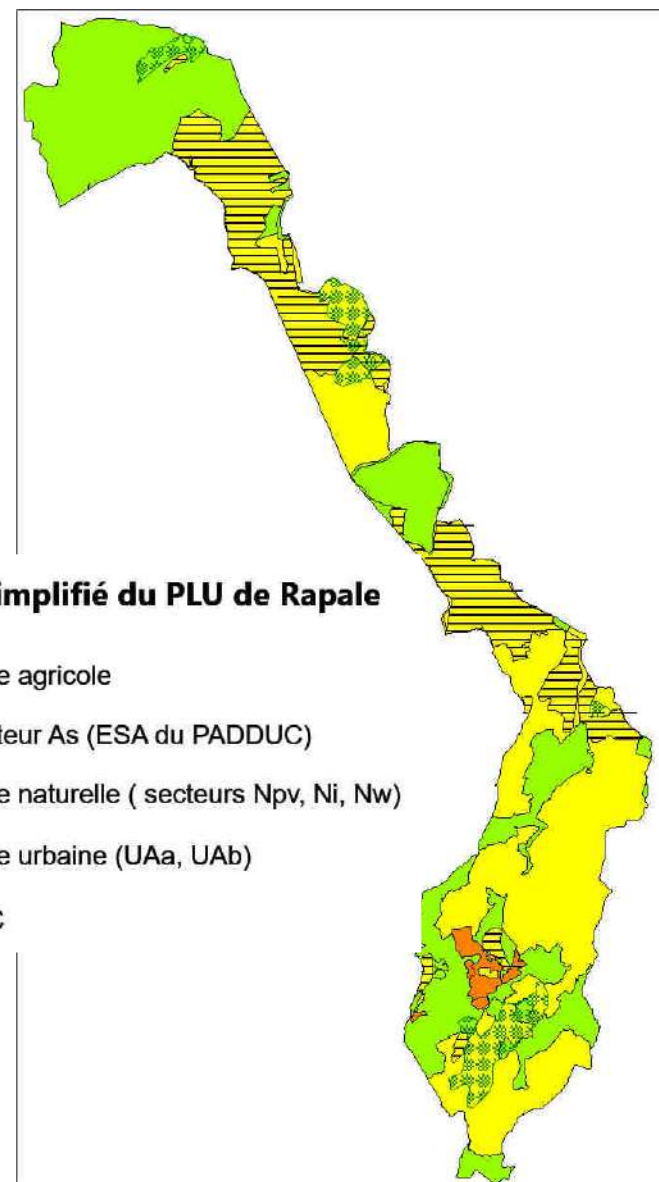 implifié du PLU de Rapale
e agricole
teur As (ESA du PADDUC)
e naturelle ( secteurs Npv, Ni, Nw)
e urbaine (UAa, UAb)